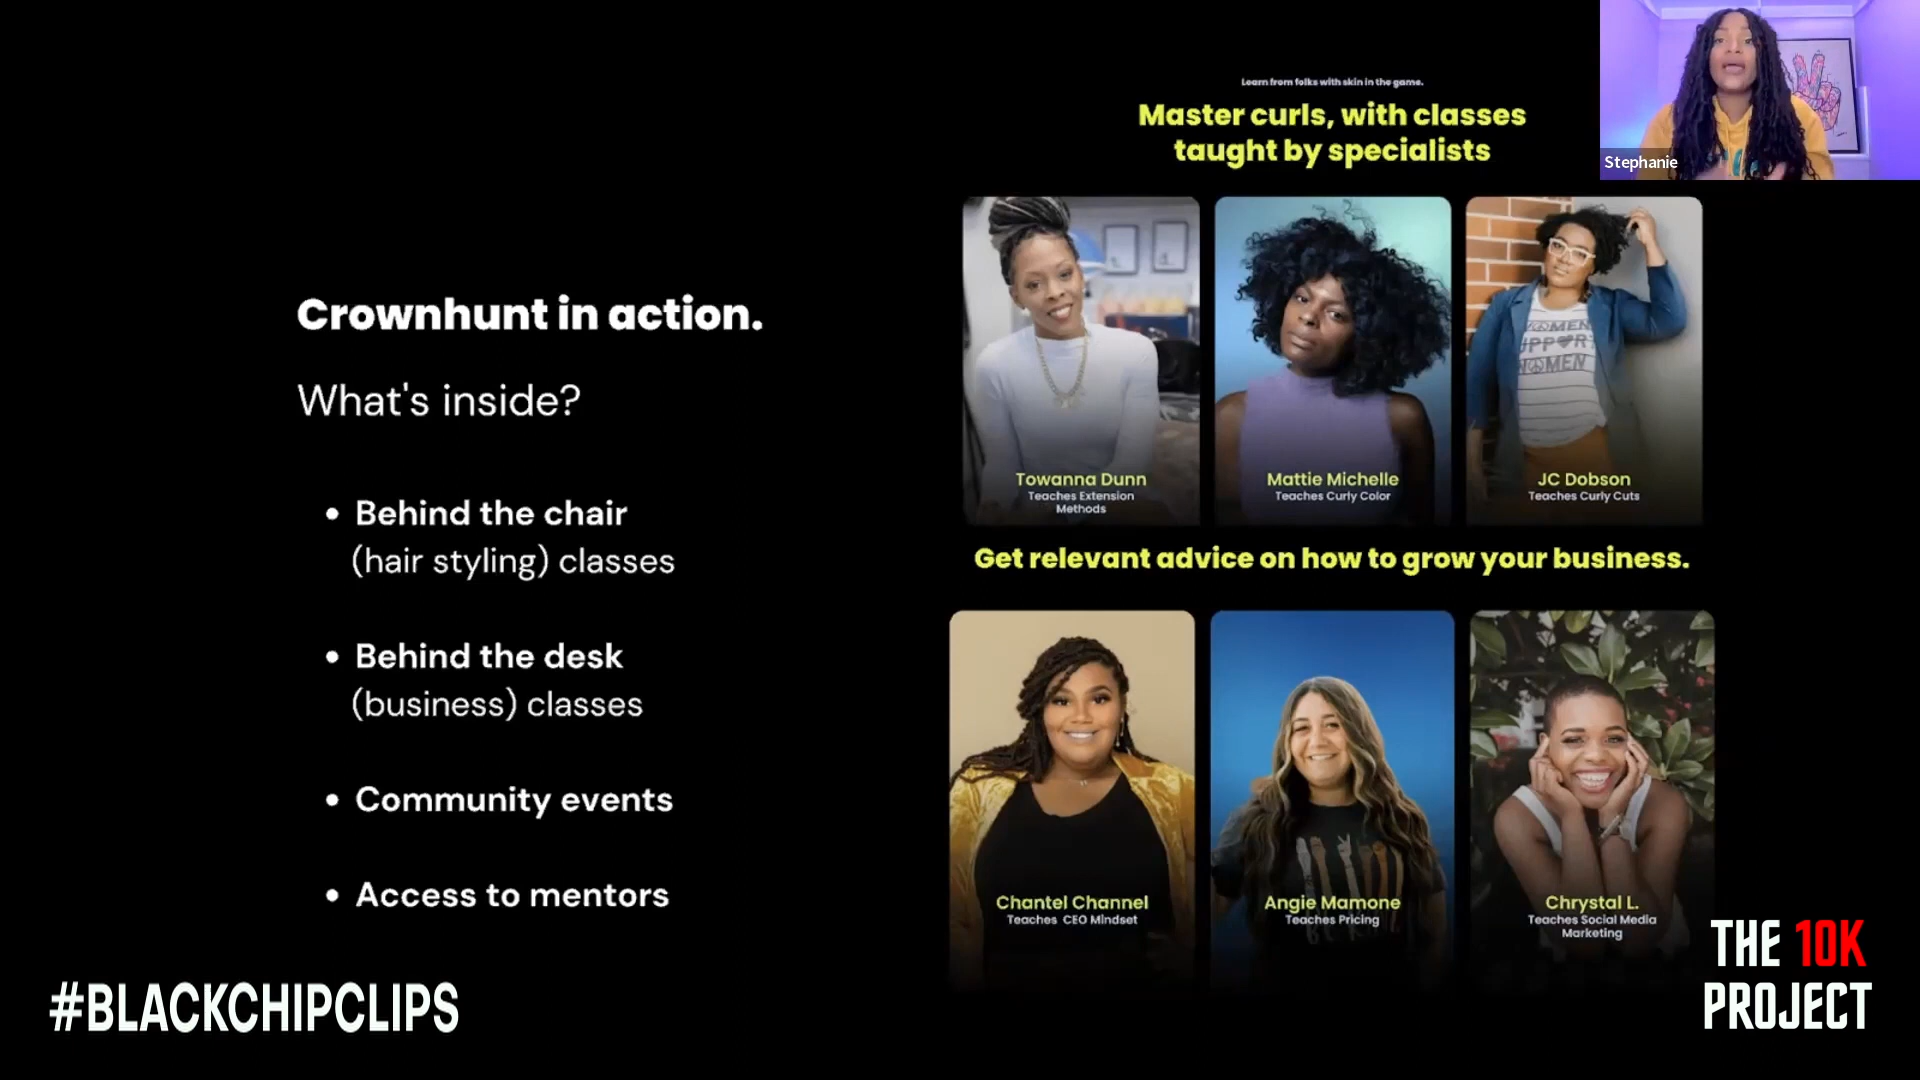 Crownhunt in action.
What's inside?
• Behind the chair
(hair styling) classes
• Behind the desk
(business) classes
• Community events
• Access to mentors
Learn from folks with skin in the game.
Master curls, with classes
taught by specialists
Towanna Dunn
Teaches Extension
Methods
Mattie Michelle
Teaches Curly Color
WOMEN
SUPPORT
WOMEN
JC Dobson
Teaches Curly Cuts
Get relevant advice on how to grow your business.
Chantel Channel
Teaches CEO Mindset
Angie Mamone
Teaches Pricing
Chrystal L.
Teaches Social Media
Marketing
Stephanie
#BLACKCHIPCLIPS
THE 10K
PROJECT